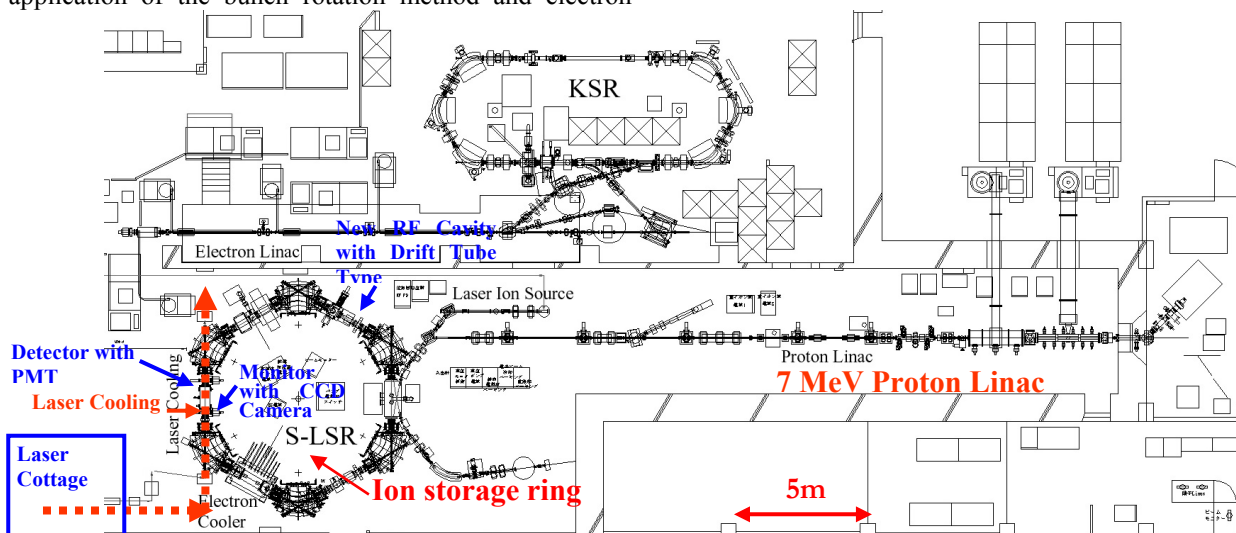 application of the bunch rotation method and electron
KSR
New RF Cavity
with Drift Tube
Type
Electron Linac
Laser Ion Source
Proton Linac
7 MeV Proton Linac
Detector with
PMT
Laser Cooling
Laser Cooling
Monitor
with CCD
Camera
S-LSR
Laser
Cottage
Ion storage ring
Electron
Cooler
5m